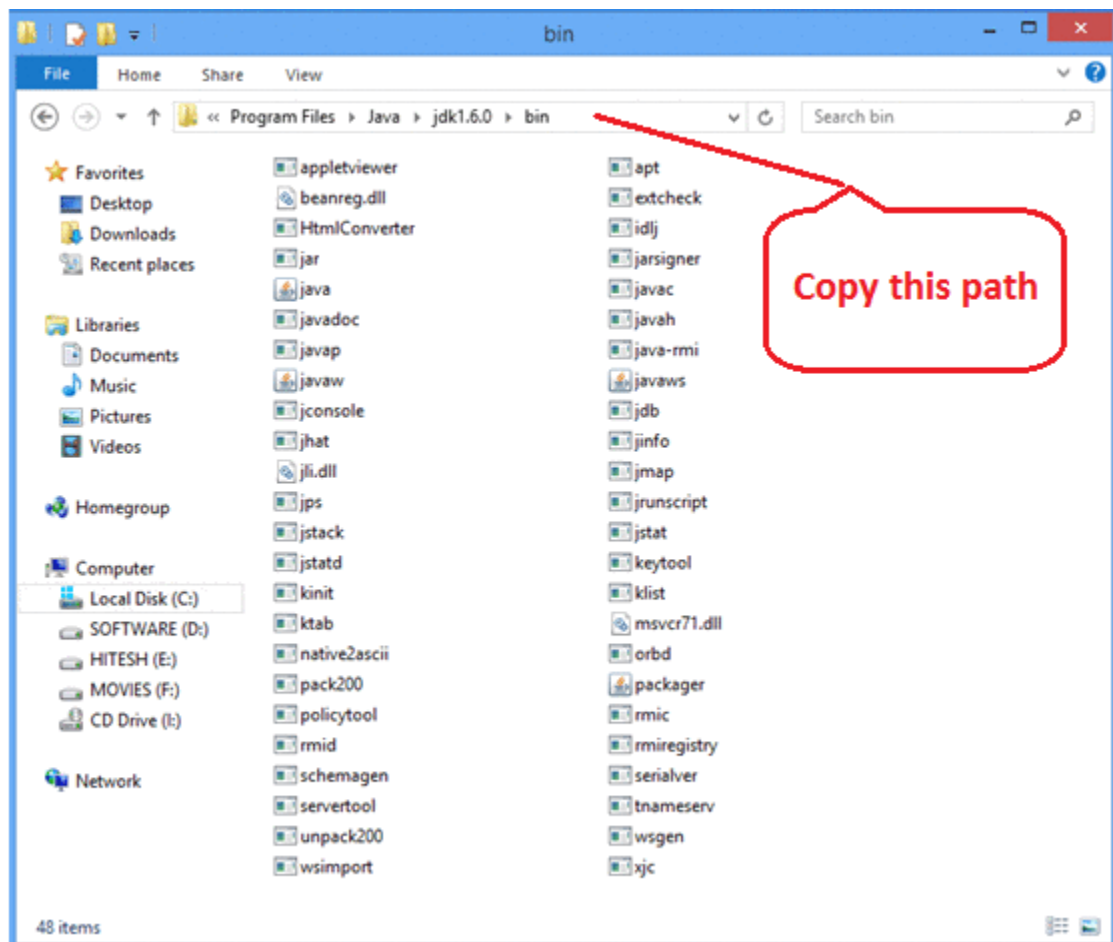 bin
File Home Share View
« Program Files Java jdk1.6.0 bin Search bin
Favorites
Desktop
Downloads
Recent places
Libraries
Documents
Music
Pictures
Videos
Homegroup
Computer
Local Disk (C:)
SOFTWARE (D:)
HITESH (E:)
MOVIES (F:)
CD Drive (I:)
Network
appletviewer
beanreg.dll
HtmlConverter
jar
java
javadoc
javap
javaw
jconsole
jhat
jli.dll
jps
jstack
jstatd
kinit
ktab
native2ascii
pack200
policytool
rmid
schemagen
servertool
unpack200
wsimport
apt
extcheck
idlj
jarsigner
javac
javah
java-rmi
javaws
jdb
jinfo
jmap
jrunscript
jstat
keytool
klist
msvcr71.dll
orbd
packager
rmic
rmiregistry
serialver
tnameserv
wsgen
xjc
Copy this path
48 items